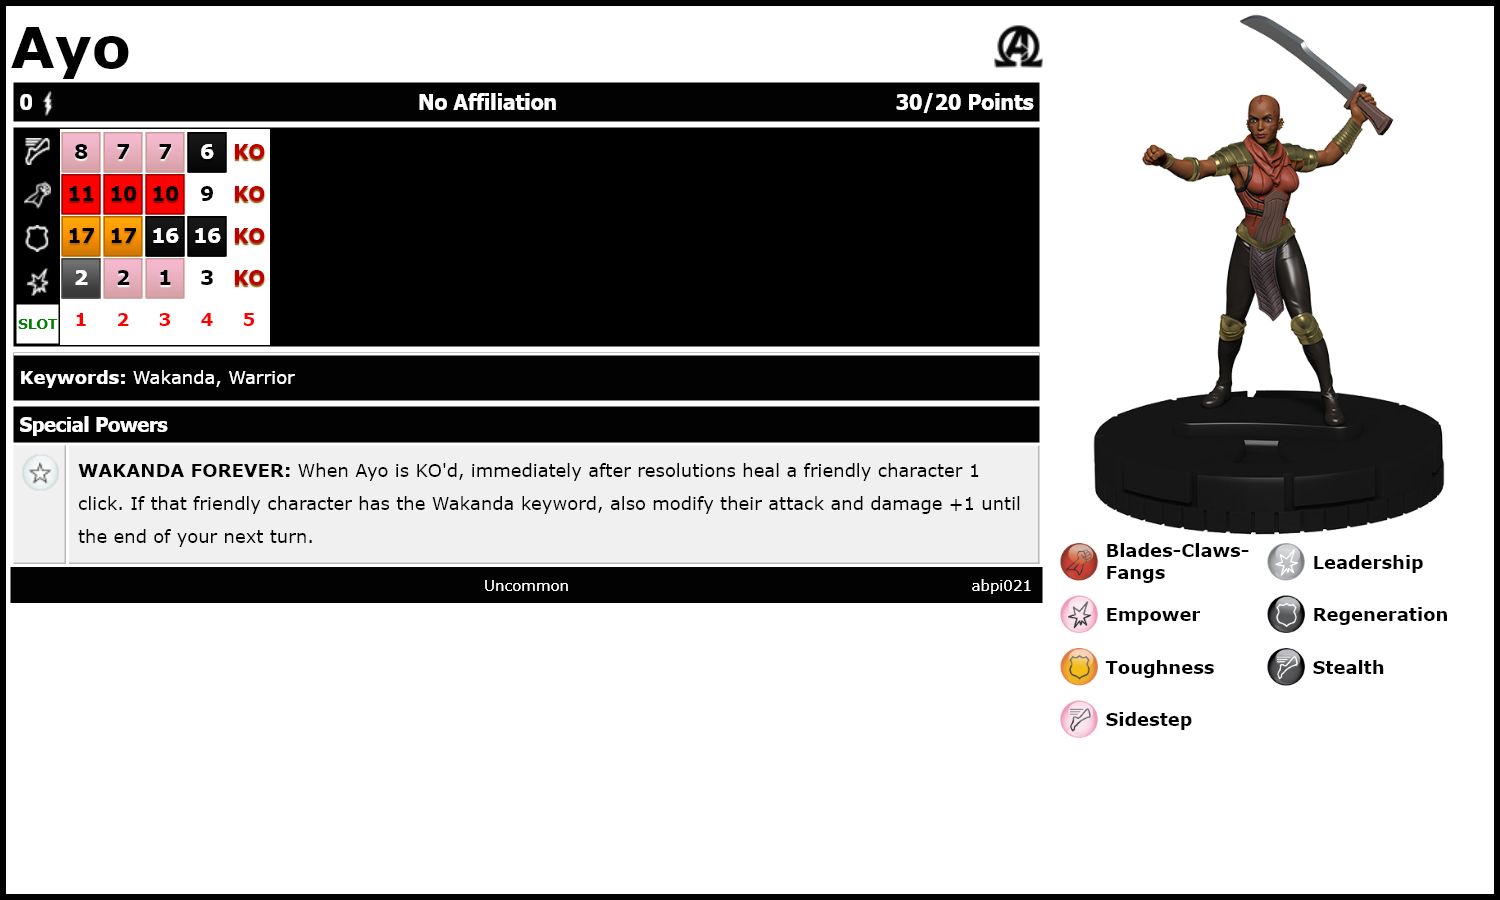 Ayo
0 No Affiliation 30/20 Points
8 7 7 6 KO
11 10 10 9 KO
17 17 16 16 KO
2 2 1 3 KO
SLOT 1 2 3 4 5
Keywords: Wakanda, Warrior
Special Powers
WAKANDA FOREVER: When Ayo is KO'd, immediately after resolutions heal a friendly character 1
click. If that friendly character has the Wakanda keyword, also modify their attack and damage +1 until
the end of your next turn.
Uncommon abpi021
Blades-Claws-
Fangs
Leadership
Empower
Regeneration
Toughness
Stealth
Sidestep